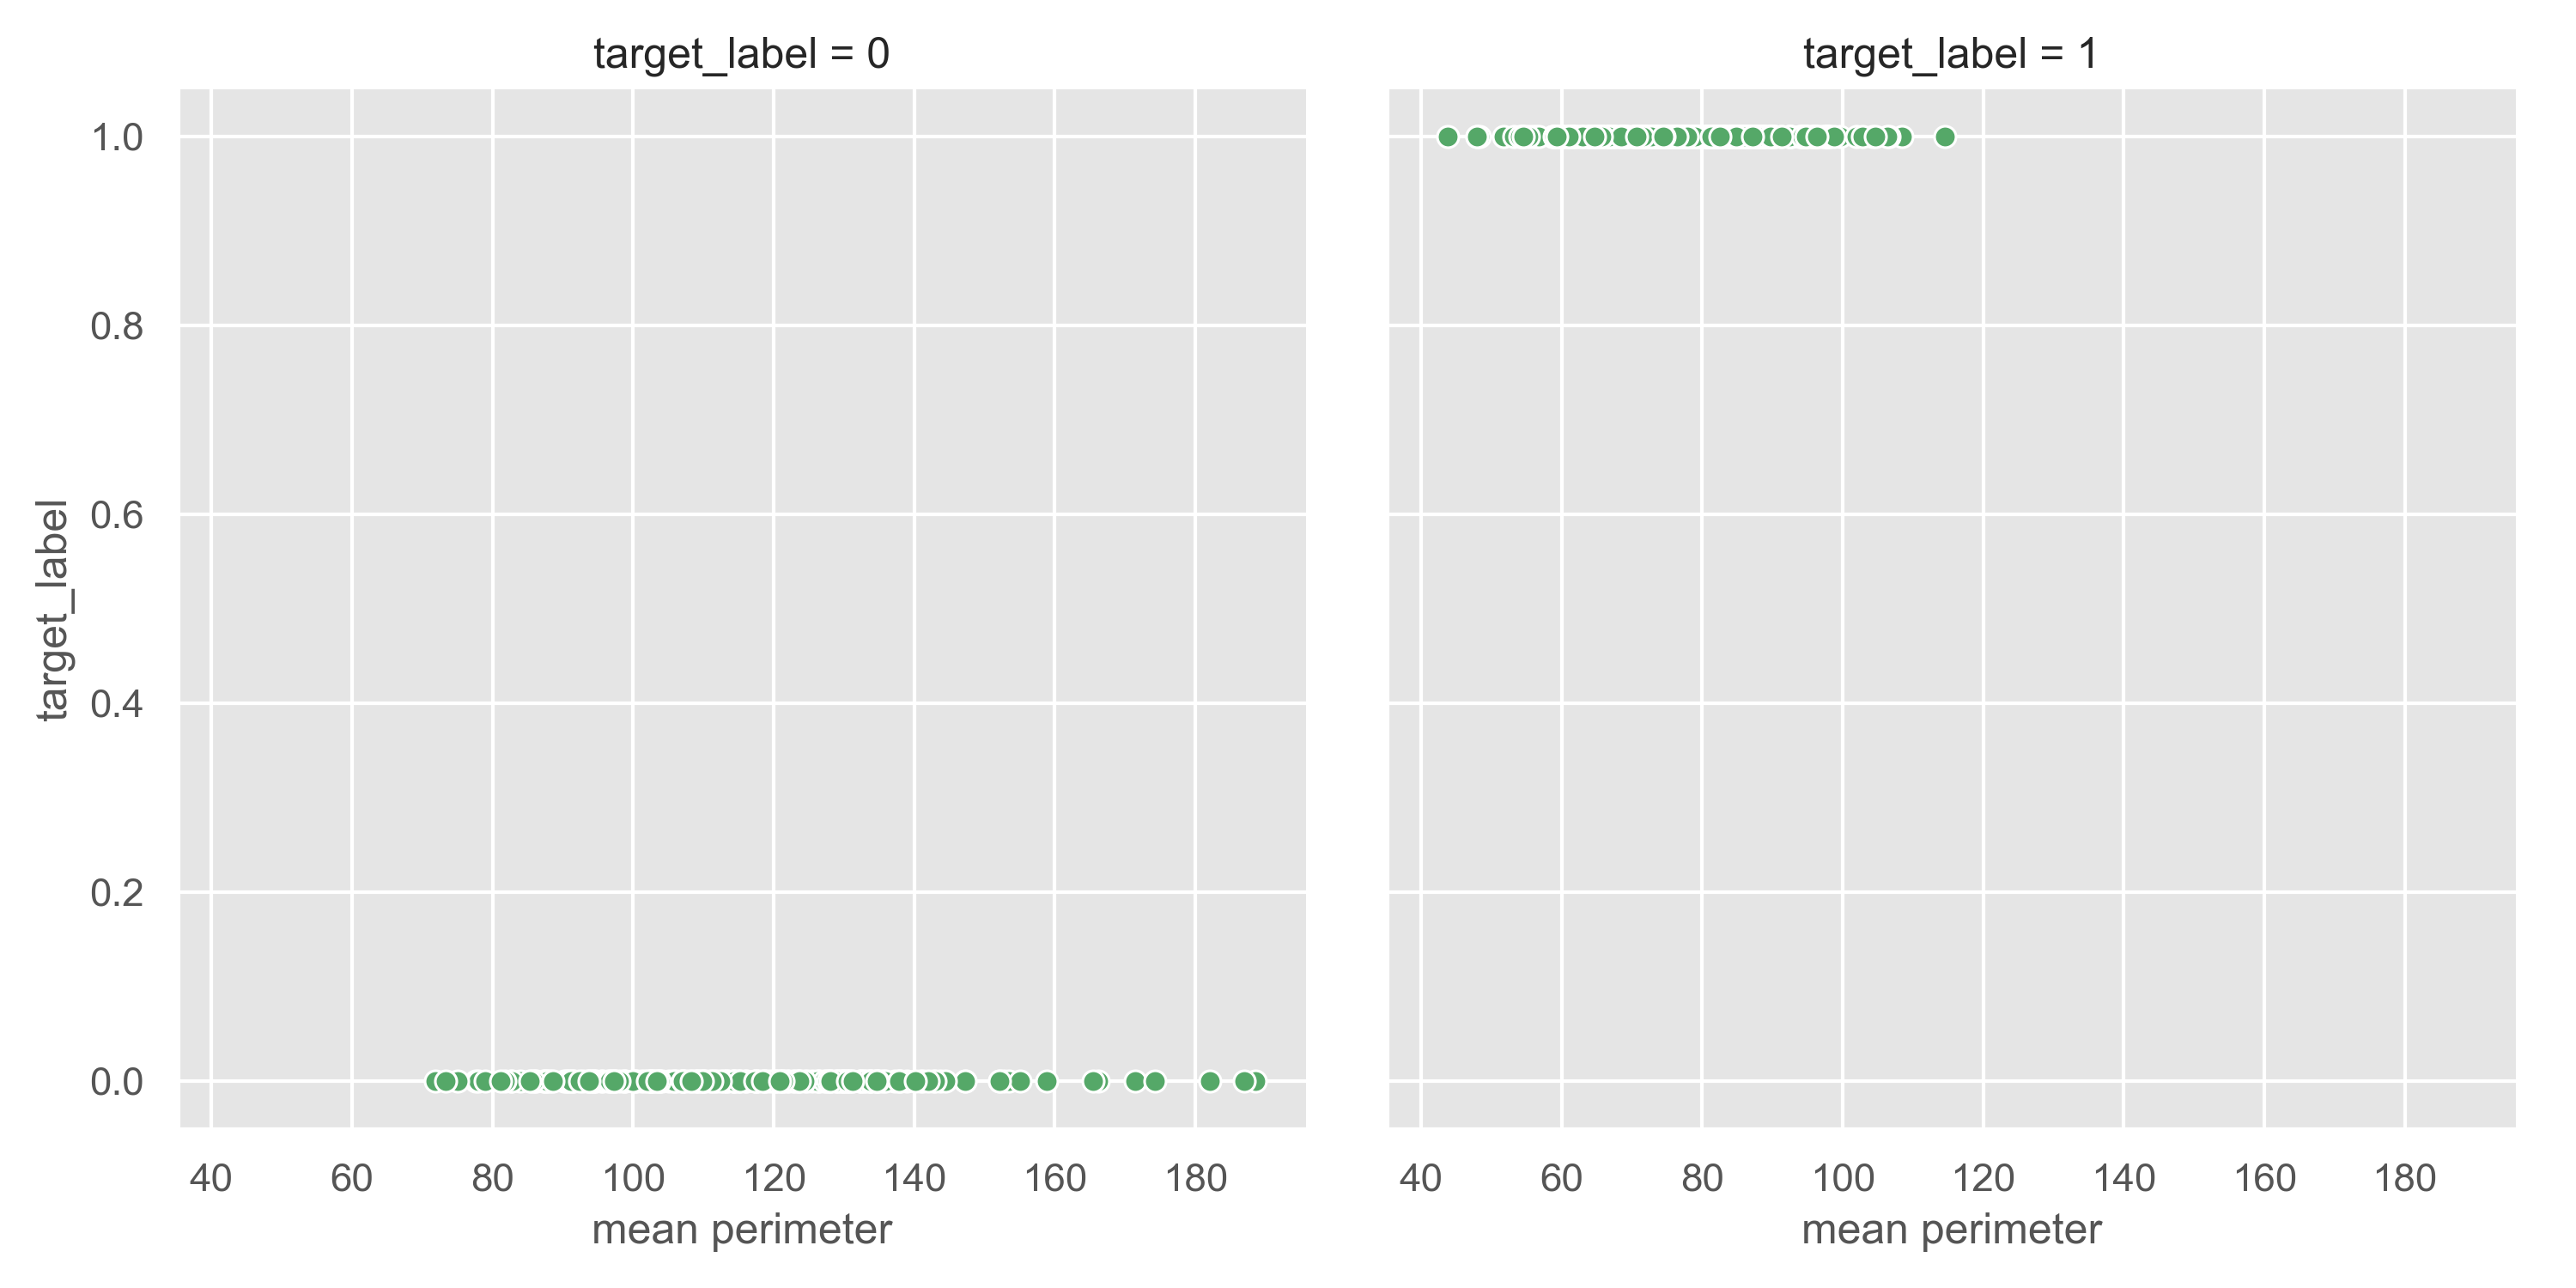 target_label = 0
target_label = 1
target_label
1.0
0.8
0.6
0.4
0.2
0.0
40 60 80 100 120 140 160 180
40 60 80 100 120 140 160 180
mean perimeter
mean perimeter